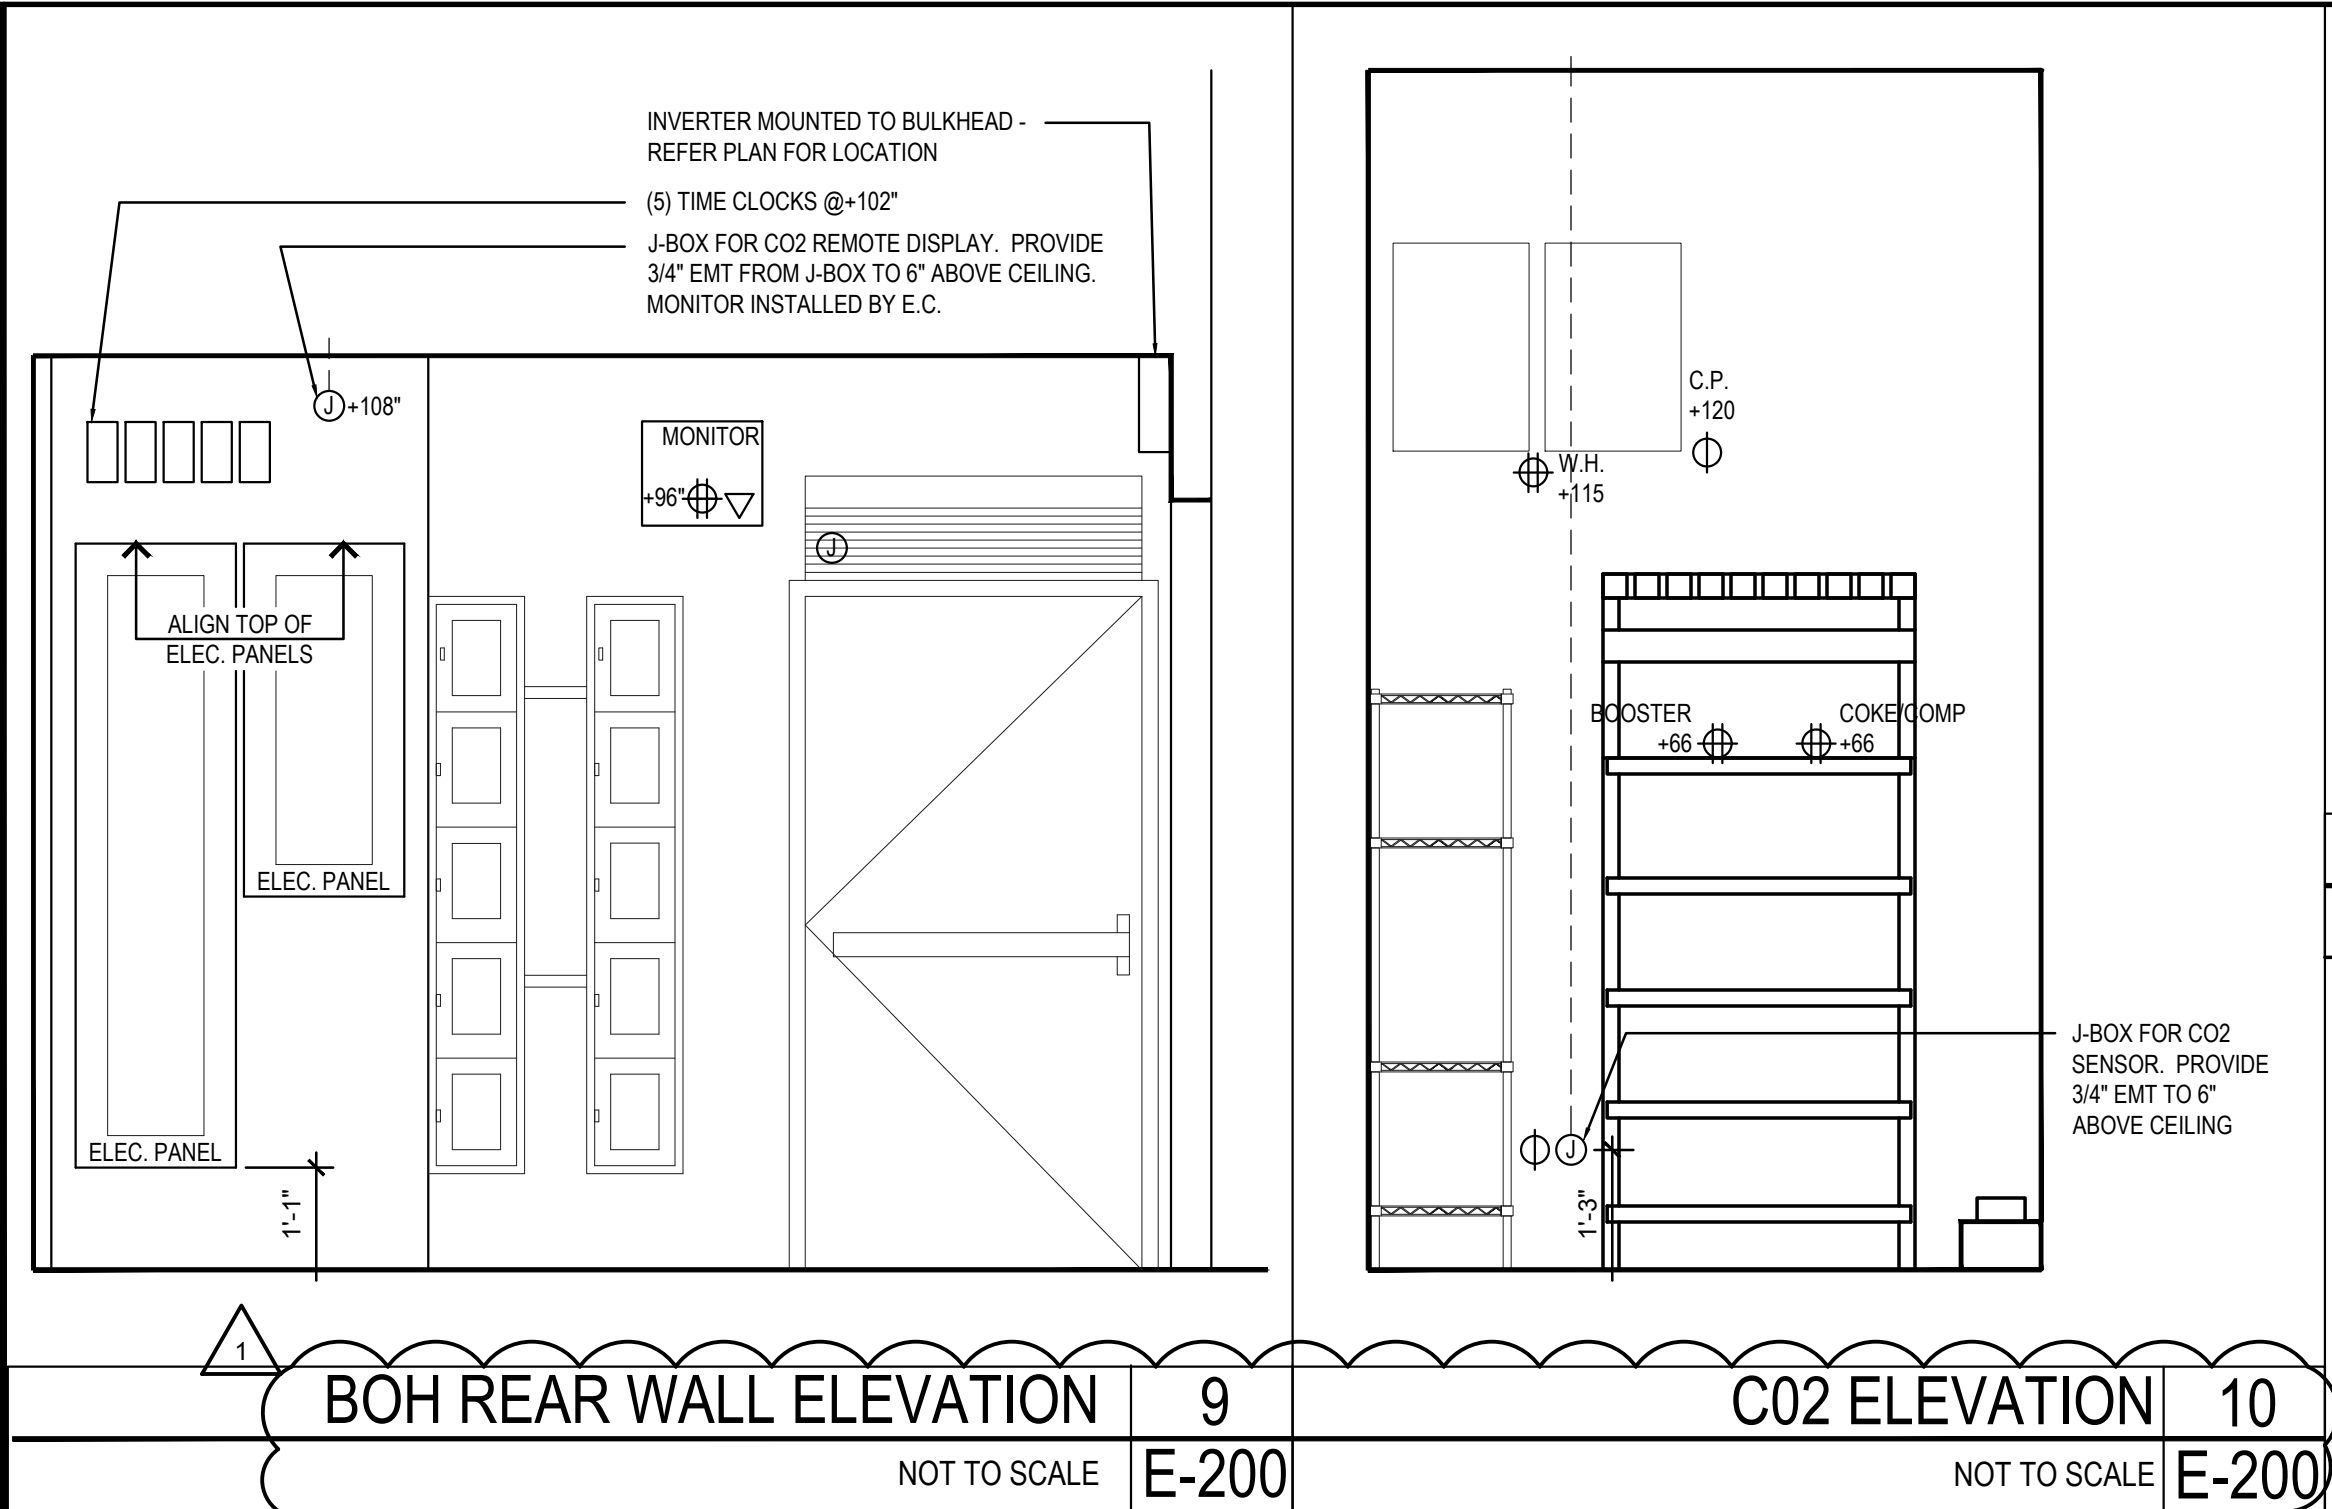 INVERTER MOUNTED TO BULKHEAD -
REFER PLAN FOR LOCATION
(5) TIME CLOCKS @+102"
J-BOX FOR CO2 REMOTE DISPLAY. PROVIDE
3/4" EMT FROM J-BOX TO 6" ABOVE CEILING.
MONITOR INSTALLED BY E.C.
J +108"
MONITOR
+96"
J
ALIGN TOP OF
ELEC. PANELS
ELEC. PANEL
ELEC. PANEL
1'-1"
1
BOH REAR WALL ELEVATION
9
NOT TO SCALE
E-200
C.P.
+120
W.H.
+115
BOOSTER
+66
COKE/COMP
+66
J-BOX FOR CO2
SENSOR. PROVIDE
3/4" EMT TO 6"
ABOVE CEILING
J
1'-3"
C02 ELEVATION
10
NOT TO SCALE
E-200